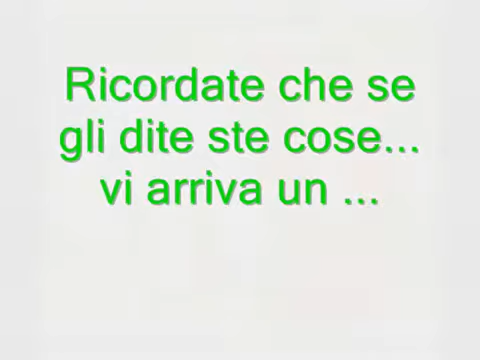 Ricordate che se
gli dite ste cose...
vi arriva un ...